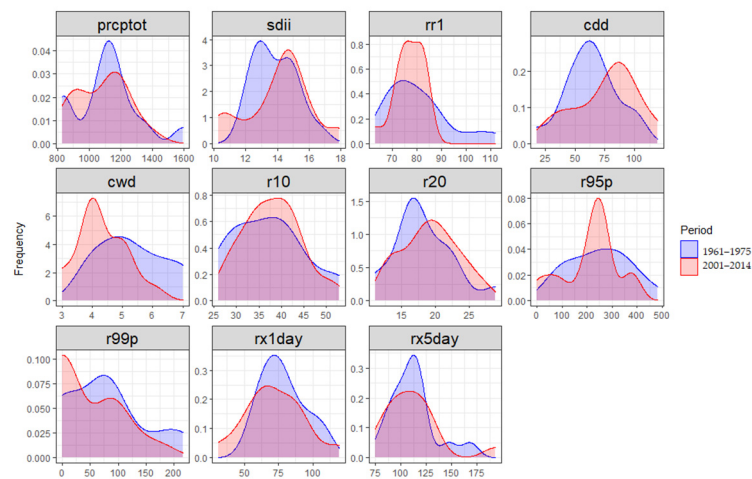 prcptot sdii rr1 cdd
0.04 0.03 0.02 0.01 0.00
800 1000 1200 1400 1600
4 3 2 1 0
10 12 14 16 18
0.8 0.6 0.4 0.2 0.0
70 80 90 100 110
0.2 0.1 0.0
25 50 75 100
cwd r10 r20 r95p
Frequency
6 4 2 0
3 4 5 6 7
0.8 0.6 0.4 0.2 0.0
25 30 35 40 45 50
1.5 1.0 0.5 0.0
15 20 25
0.08 0.06 0.04 0.02 0.00
0 100 200 300 400 500
Period
1961–1975
2001–2014
r99p rx1day rx5day
0.100 0.075 0.050 0.025 0.000
0 50 100 150 200
0.3 0.2 0.1 0.0
50 75 100
0.3 0.2 0.1 0.0
75 100 125 150 175